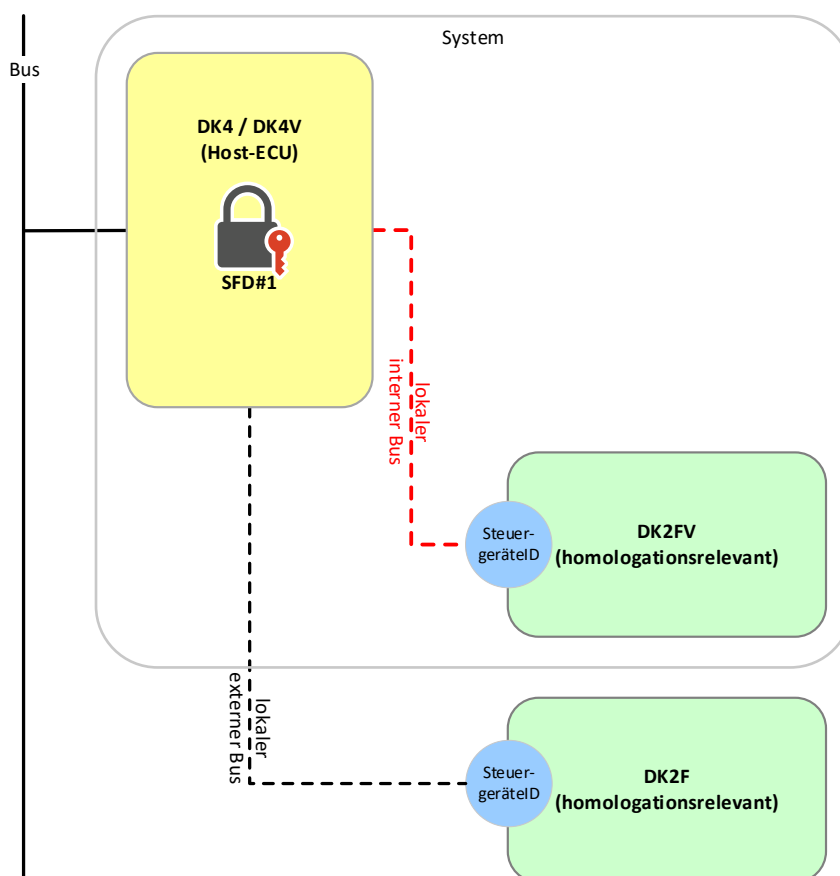 System
Bus
DK4 / DK4V
(Host-ECU)
SFD#1
lokaler
interner Bus
Steuer-
geräteID
DK2FV
(homologationsrelevant)
lokaler
externer Bus
Steuer-
geräteID
DK2F
(homologationsrelevant)